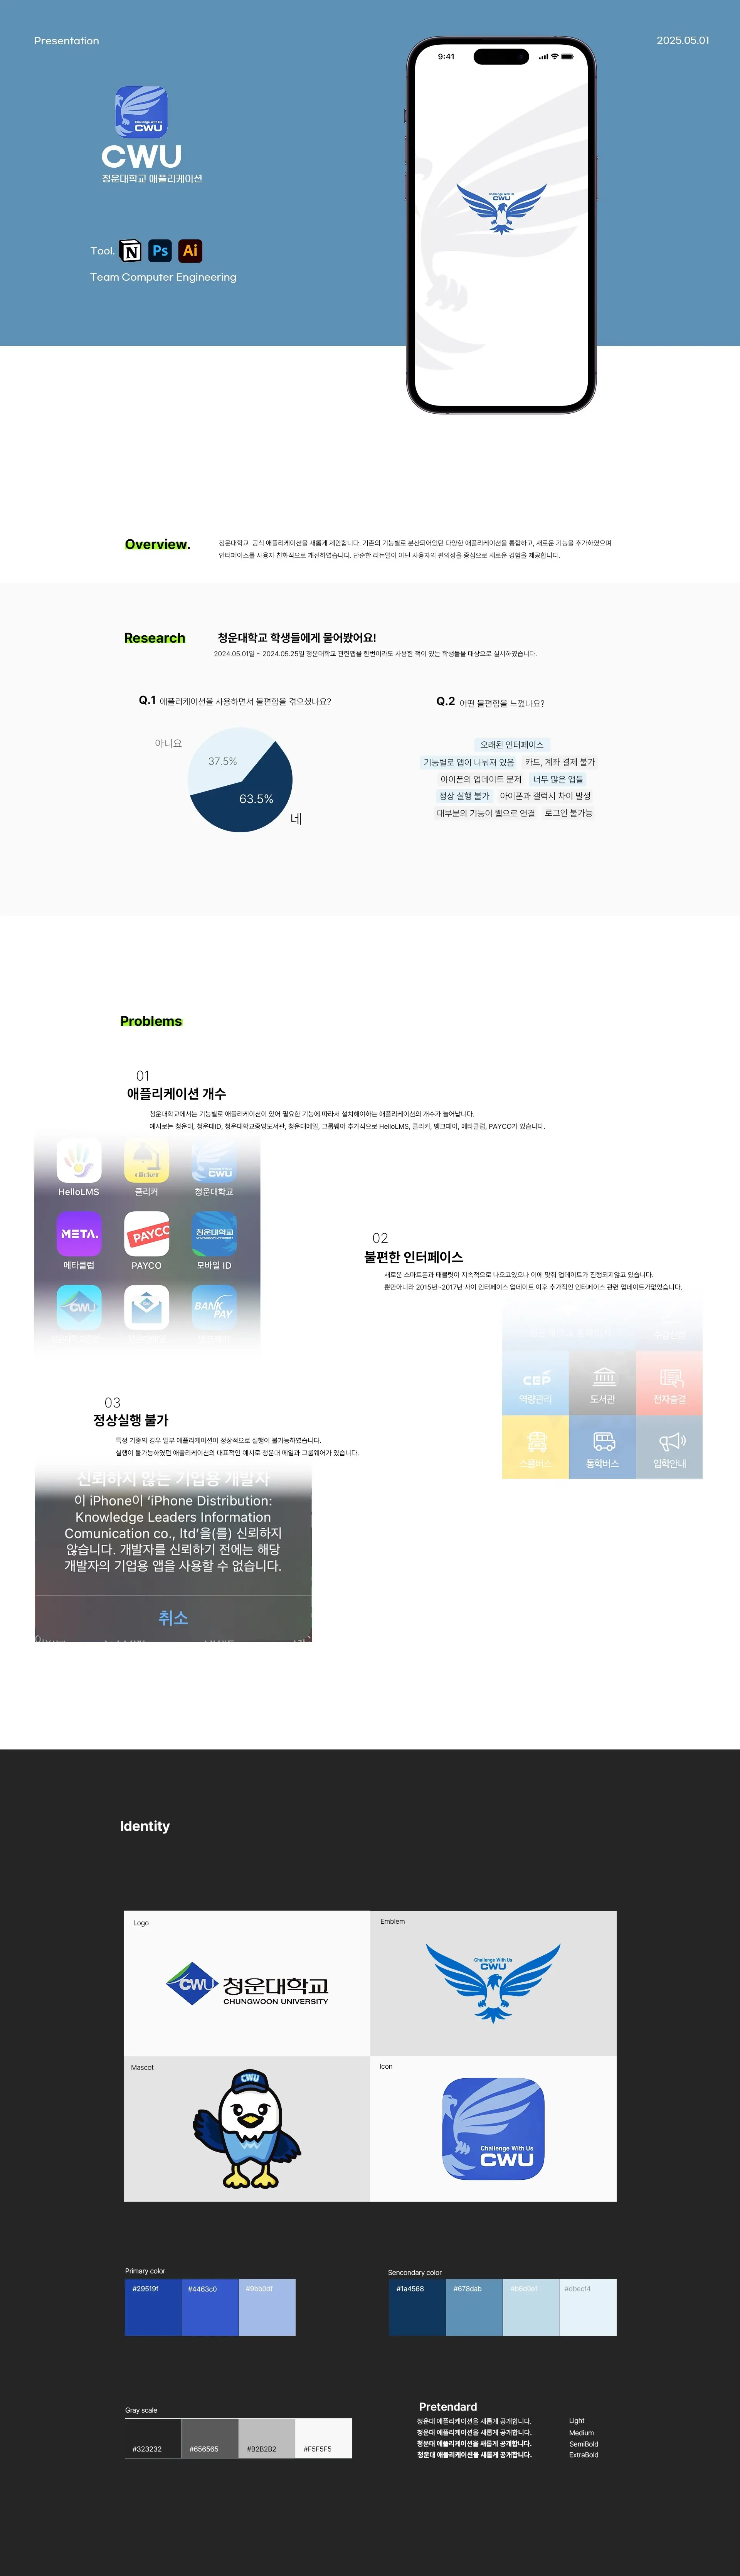 Presentation
2025.05.01
9:41
Challenge With Us
CWU
CWU
청운대학교 애플리케이션
Challenge With Us
CWU
Tool.
N
Ps
Ai
Team Computer Engineering
Overview.
청운대학교 공식 애플리케이션을 새롭게 제안합니다. 기존의 기능별로 분산되어있던 다양한 애플리케이션을 통합하고, 새로운 기능을 추가하였으며
인터페이스를 사용자 친화적으로 개선하였습니다. 단순한 리뉴얼이 아닌 사용자의 편의성을 중심으로 새로운 경험을 제공합니다.
Research
청운대학교 학생들에게 물어봤어요!
2024.05.01일 ~ 2024.05.25일 청운대학교 관련앱을 한번이라도 사용한 적이 있는 학생들을 대상으로 실시하였습니다.
Q.1 애플리케이션을 사용하면서 불편함을 겪으셨나요?
아니요
37.5%
63.5%
네
Q.2 어떤 불편함을 느꼈나요?
오래된 인터페이스
기능별로 앱이 나눠져 있음
카드, 계좌 결제 불가
아이폰의 업데이트 문제
너무 많은 앱들
정상 실행 불가
아이폰과 갤럭시 차이 발생
대부분의 기능이 웹으로 연결
로그인 불가능
Problems
01
애플리케이션 개수
청운대학교에서는 기능별로 애플리케이션이 있어 필요한 기능에 따라서 설치해야하는 애플리케이션의 개수가 늘어납니다.
예시로는 청운대, 청운대ID, 청운대학교중앙도서관, 청운대메일, 그룹웨어 추가적으로 HelloLMS, 클리커, 뱅크페이, 메타클럽, PAYCO가 있습니다.
clicker
CWU
HelloLMS
클리커
청운대학교
META.
PAYCO
청운대학교
메타클럽
PAYCO
모바일 ID
CWU
BANK PAY
02
불편한 인터페이스
새로운 스마트폰과 태블릿이 지속적으로 나오고있으나 이에 맞춰 업데이트가 진행되지않고 있습니다.
뿐만아니라 2015년~2017년 사이 인터페이스 업데이트 이후 추가적인 인터페이스 관련 업데이트가없었습니다.
수강신청
CEP
역량관리
도서관
전자출결
스쿨버스
통학버스
입학안내
03
정상실행 불가
특정 기종의 경우 일부 애플리케이션이 정상적으로 실행이 불가능하였습니다.
실행이 불가능하였던 애플리케이션의 대표적인 예시로 청운대 메일과 그룹웨어가 있습니다.
신뢰하지 않는 기업용 개발자
이 iPhone이 ‘iPhone Distribution:
Knowledge Leaders Information
Comunication co., ltd’을(를) 신뢰하지
않습니다. 개발자를 신뢰하기 전에는 해당
개발자의 기업용 앱을 사용할 수 없습니다.
취소
Identity
Logo
CWU 청운대학교
CHUNGWOON UNIVERSITY
Emblem
Challenge With Us
CWU
Mascot
CWU
Icon
Challenge With Us
CWU
Primary color
#29519f
#4463c0
#9bb0df
Sencondary color
#1a4568
#678dab
#dbecf4
Gray scale
#323232
#656565
#B2B2B2
#F5F5F5
Pretendard
청운대 애플리케이션을 새롭게 공개합니다.
Light
청운대 애플리케이션을 새롭게 공개합니다.
Medium
청운대 애플리케이션을 새롭게 공개합니다.
SemiBold
청운대 애플리케이션을 새롭게 공개합니다.
ExtraBold